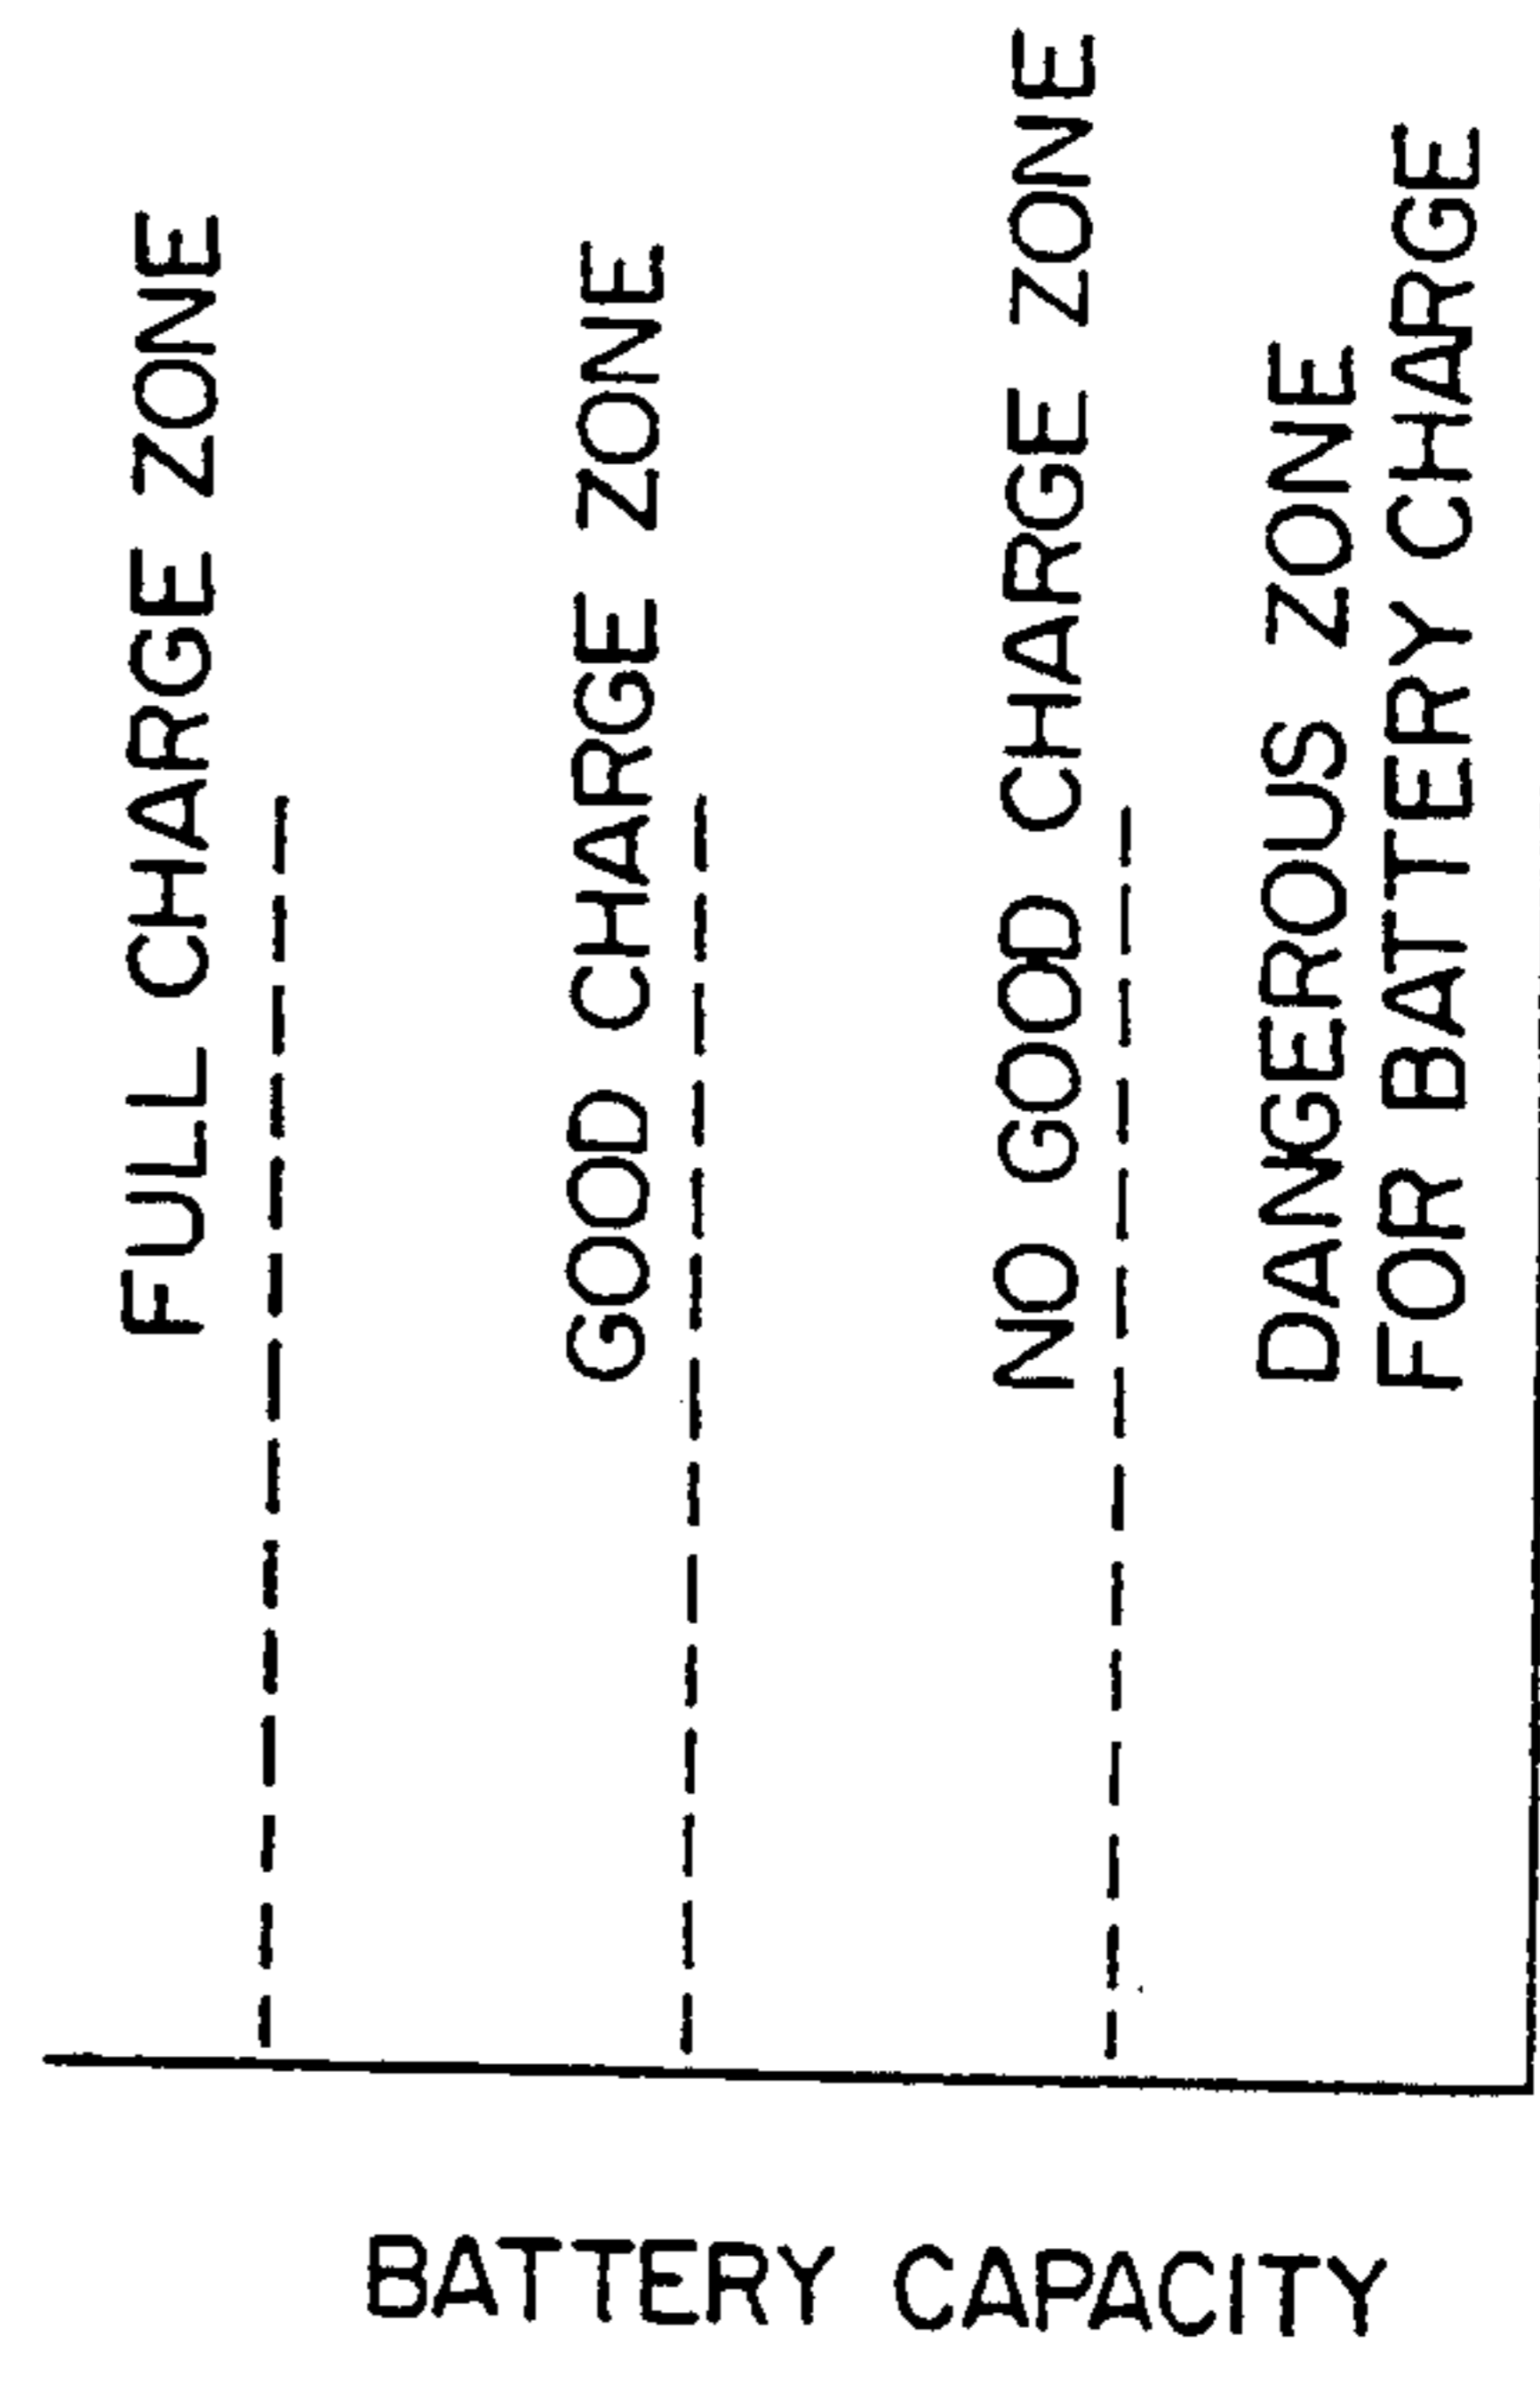 FULL CHARGE ZONE
GOOD CHARGE ZONE
NO GOOD CHARGE ZONE
DANGEROUS ZONE
FOR BATTERY CHARGE
BATTERY CAPACITY